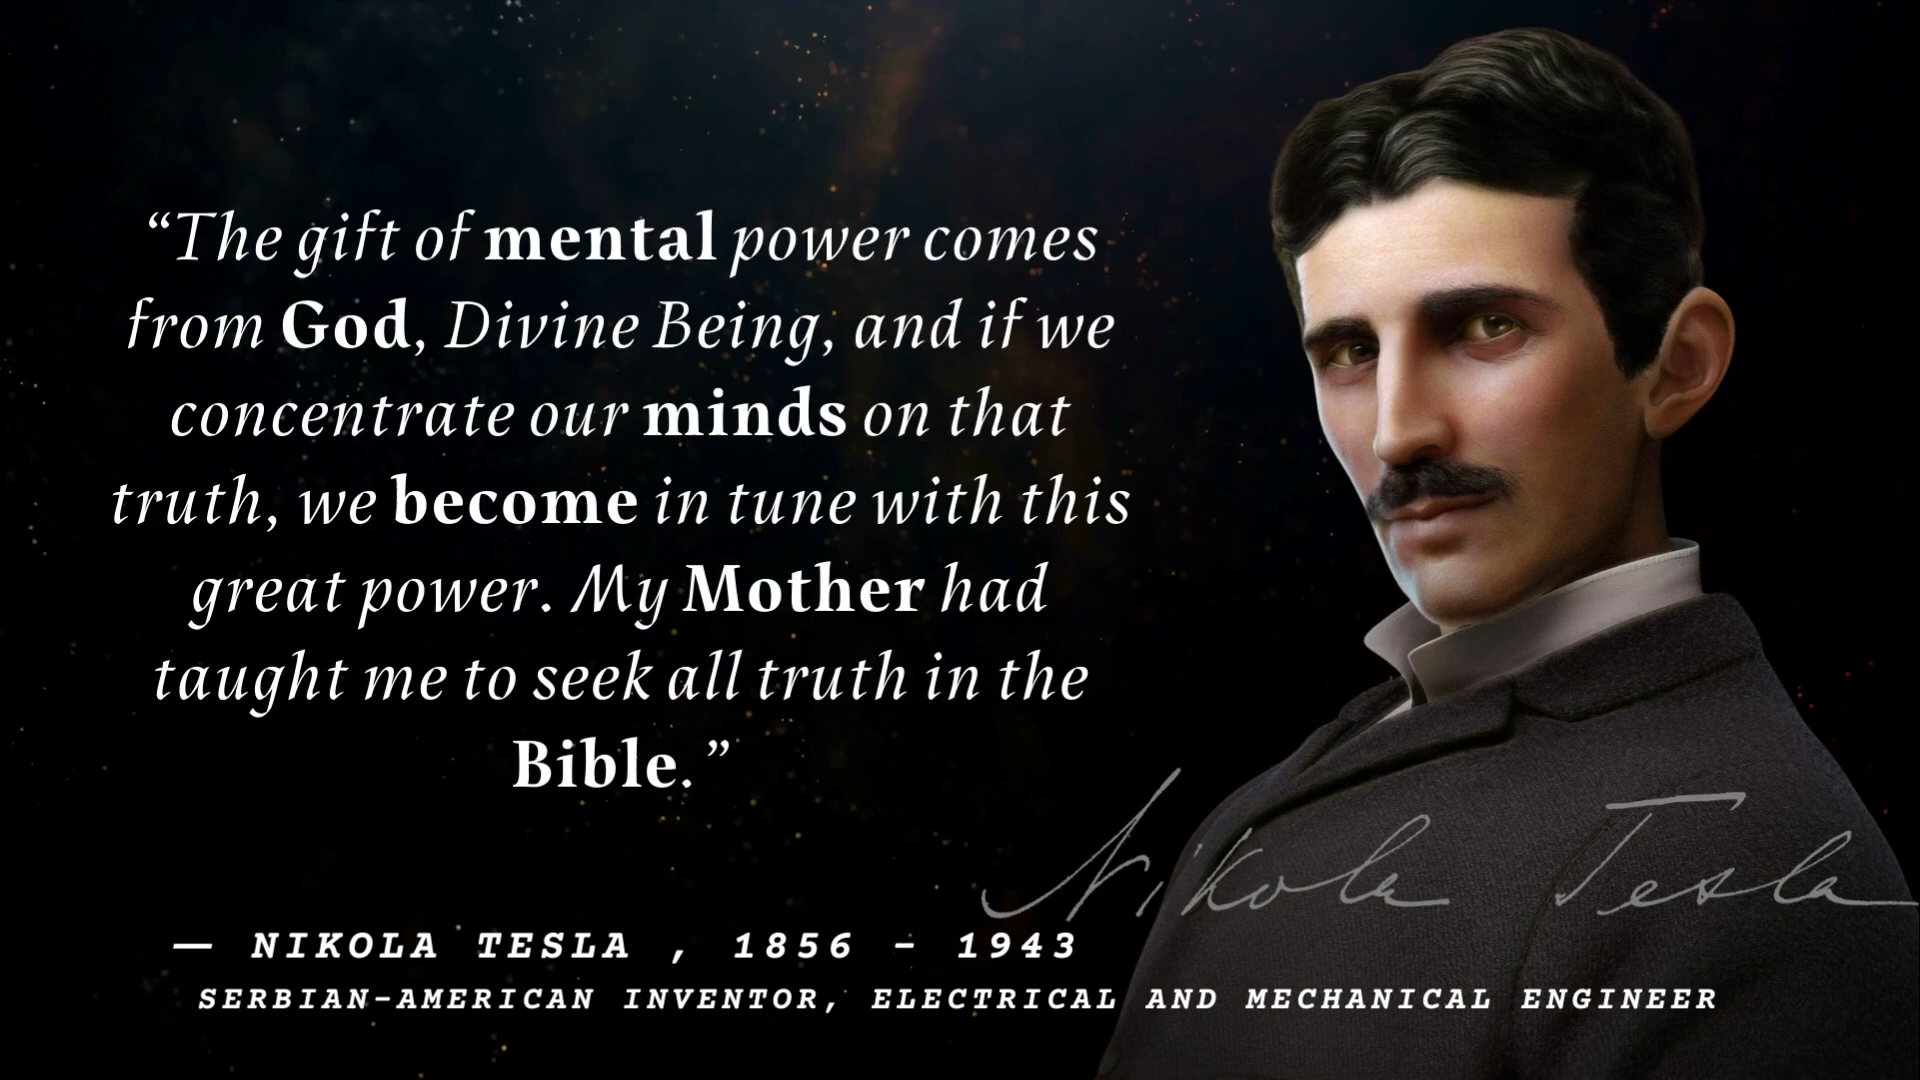 “The gift of mental power comes
from God, Divine Being, and if we
concentrate our minds on that
truth, we become in tune with this
great power. My Mother had
taught me to seek all truth in the
Bible.”
Nikola Tesla
— NIKOLA TESLA , 1856 – 1943
SERBIAN-AMERICAN INVENTOR, ELECTRICAL AND MECHANICAL ENGINEER